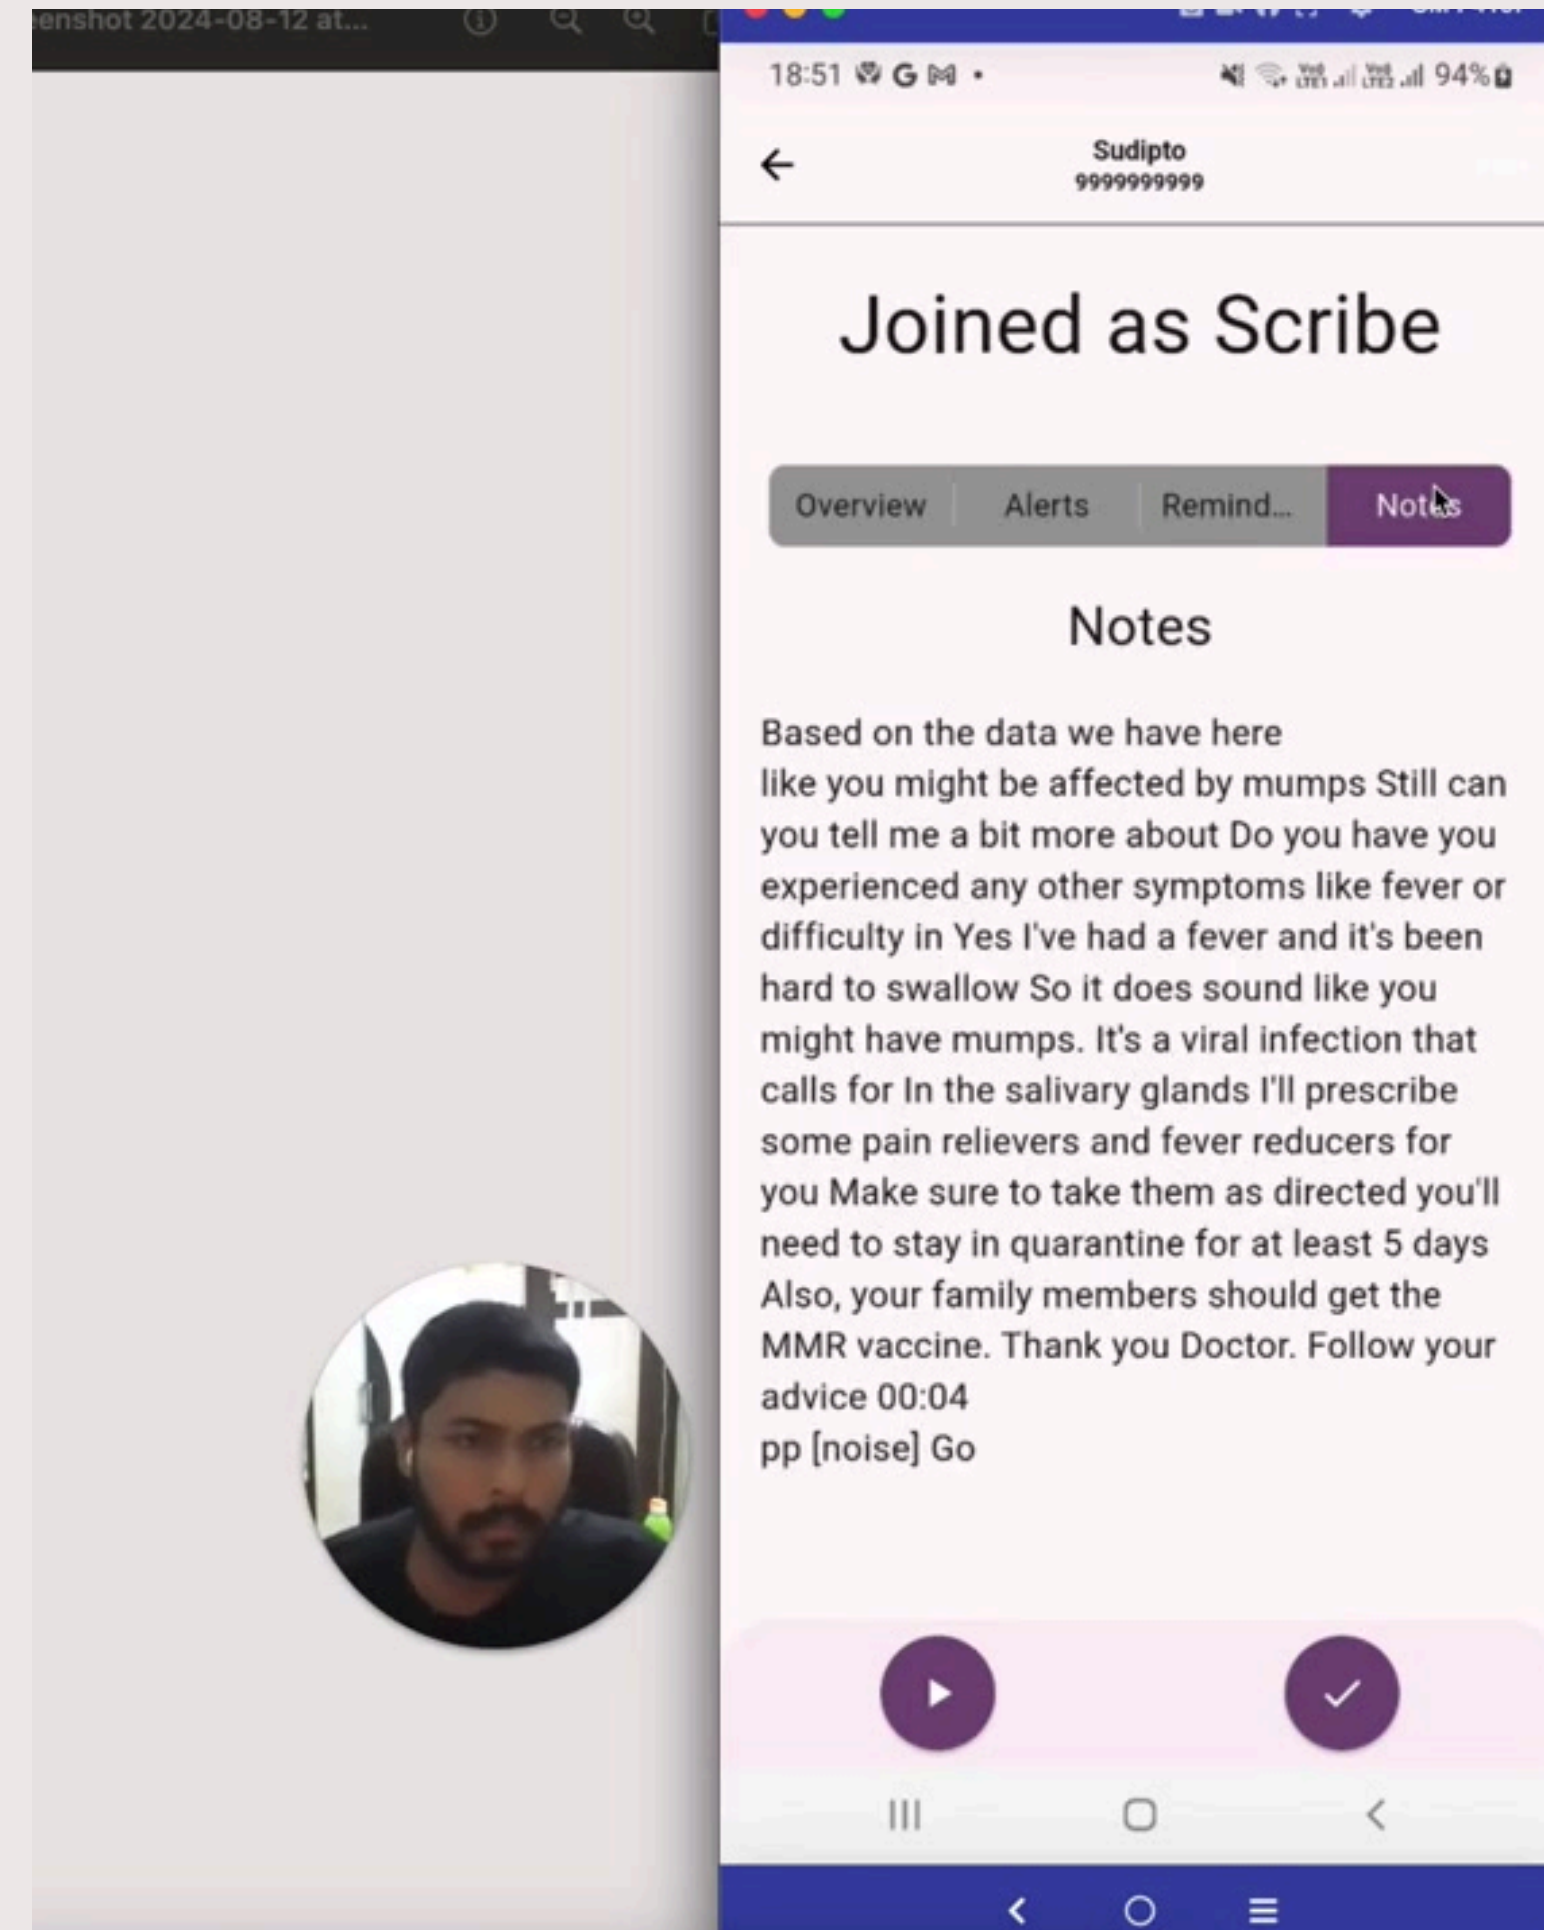 eenshot 2024-08-12 at...
18:51
94%
Sudipto
9999999999
Joined as Scribe
Overview
Alerts
Remind...
Notes
Notes
Based on the data we have here
like you might be affected by mumps Still can
you tell me a bit more about Do you have you
experienced any other symptoms like fever or
difficulty in Yes I've had a fever and it's been
hard to swallow So it does sound like you
might have mumps. It's a viral infection that
calls for In the salivary glands I'll prescribe
some pain relievers and fever reducers for
you Make sure to take them as directed you'll
need to stay in quarantine for at least 5 days
Also, your family members should get the
MMR vaccine. Thank you Doctor. Follow your
advice 00:04
pp [noise] Go